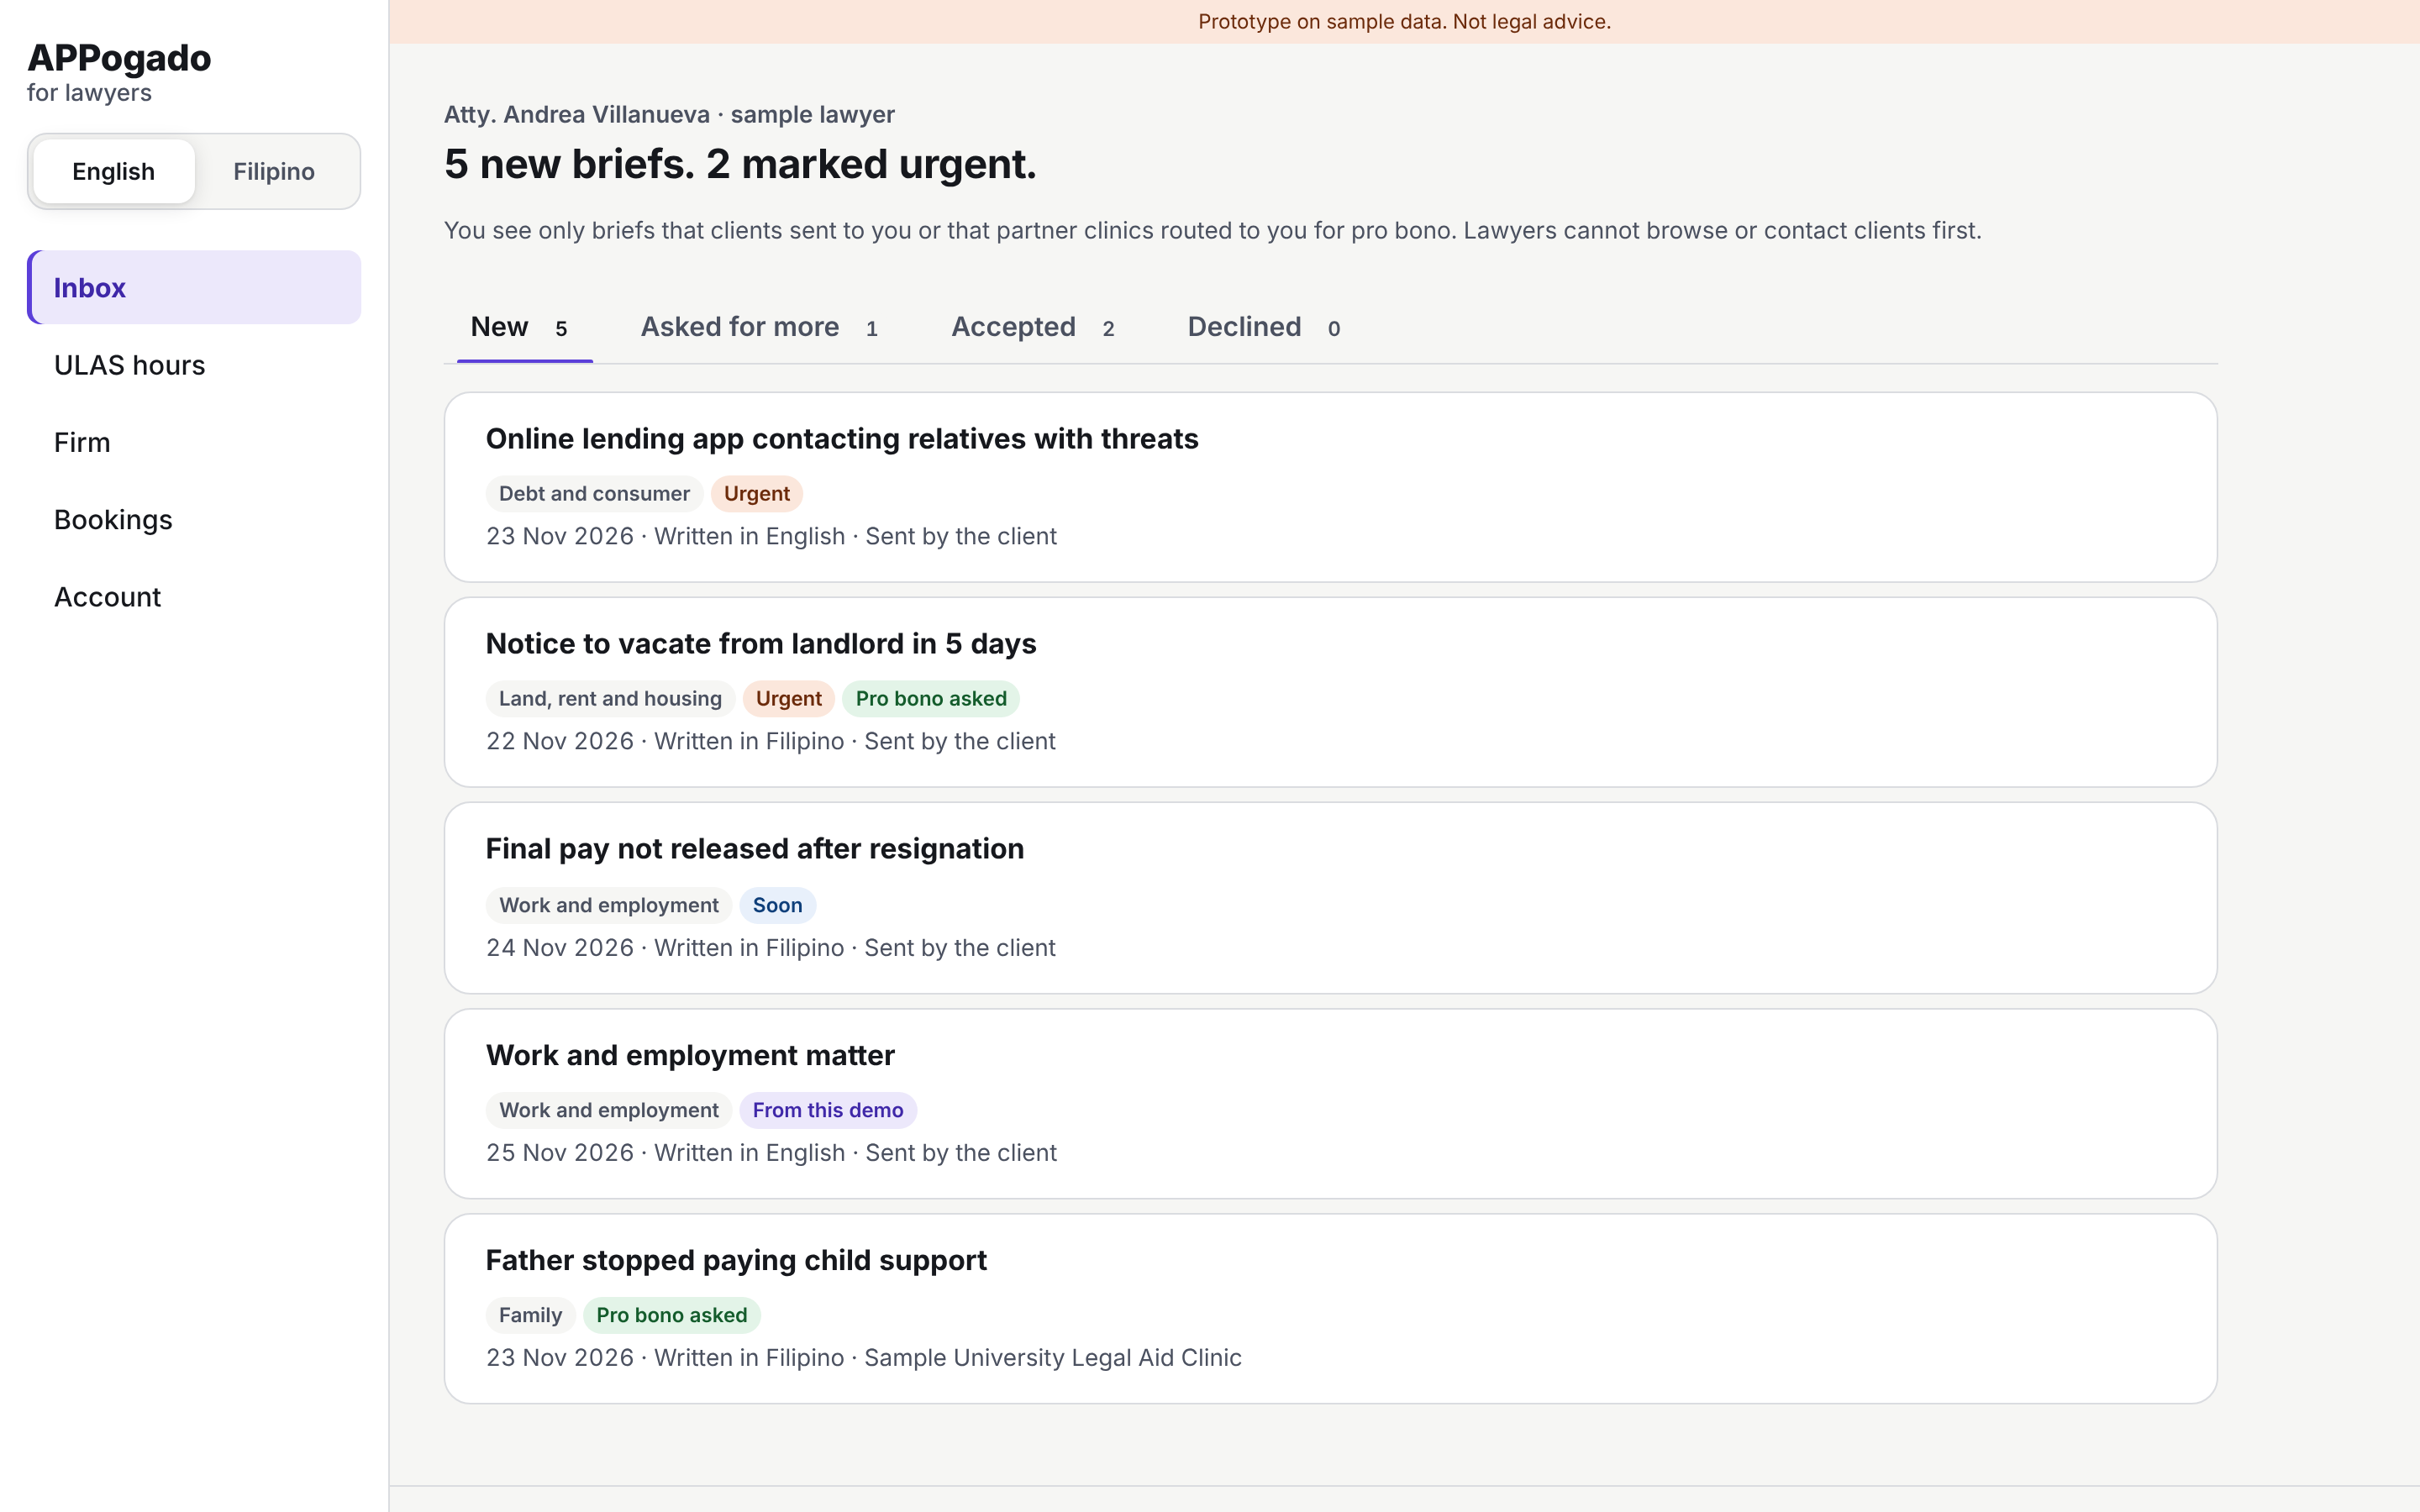 APPogado
for lawyers
English Filipino
Inbox
ULAS hours
Firm
Bookings
Account
Prototype on sample data. Not legal advice.
Atty. Andrea Villanueva · sample lawyer
5 new briefs. 2 marked urgent.
You see only briefs that clients sent to you or that partner clinics routed to you for pro bono. Lawyers cannot browse or contact clients first.
New 5 Asked for more 1 Accepted 2 Declined 0
Online lending app contacting relatives with threats
Debt and consumer Urgent
23 Nov 2026 · Written in English · Sent by the client
Notice to vacate from landlord in 5 days
Land, rent and housing Urgent Pro bono asked
22 Nov 2026 · Written in Filipino · Sent by the client
Final pay not released after resignation
Work and employment Soon
24 Nov 2026 · Written in Filipino · Sent by the client
Work and employment matter
Work and employment From this demo
25 Nov 2026 · Written in English · Sent by the client
Father stopped paying child support
Family Pro bono asked
23 Nov 2026 · Written in Filipino · Sample University Legal Aid Clinic